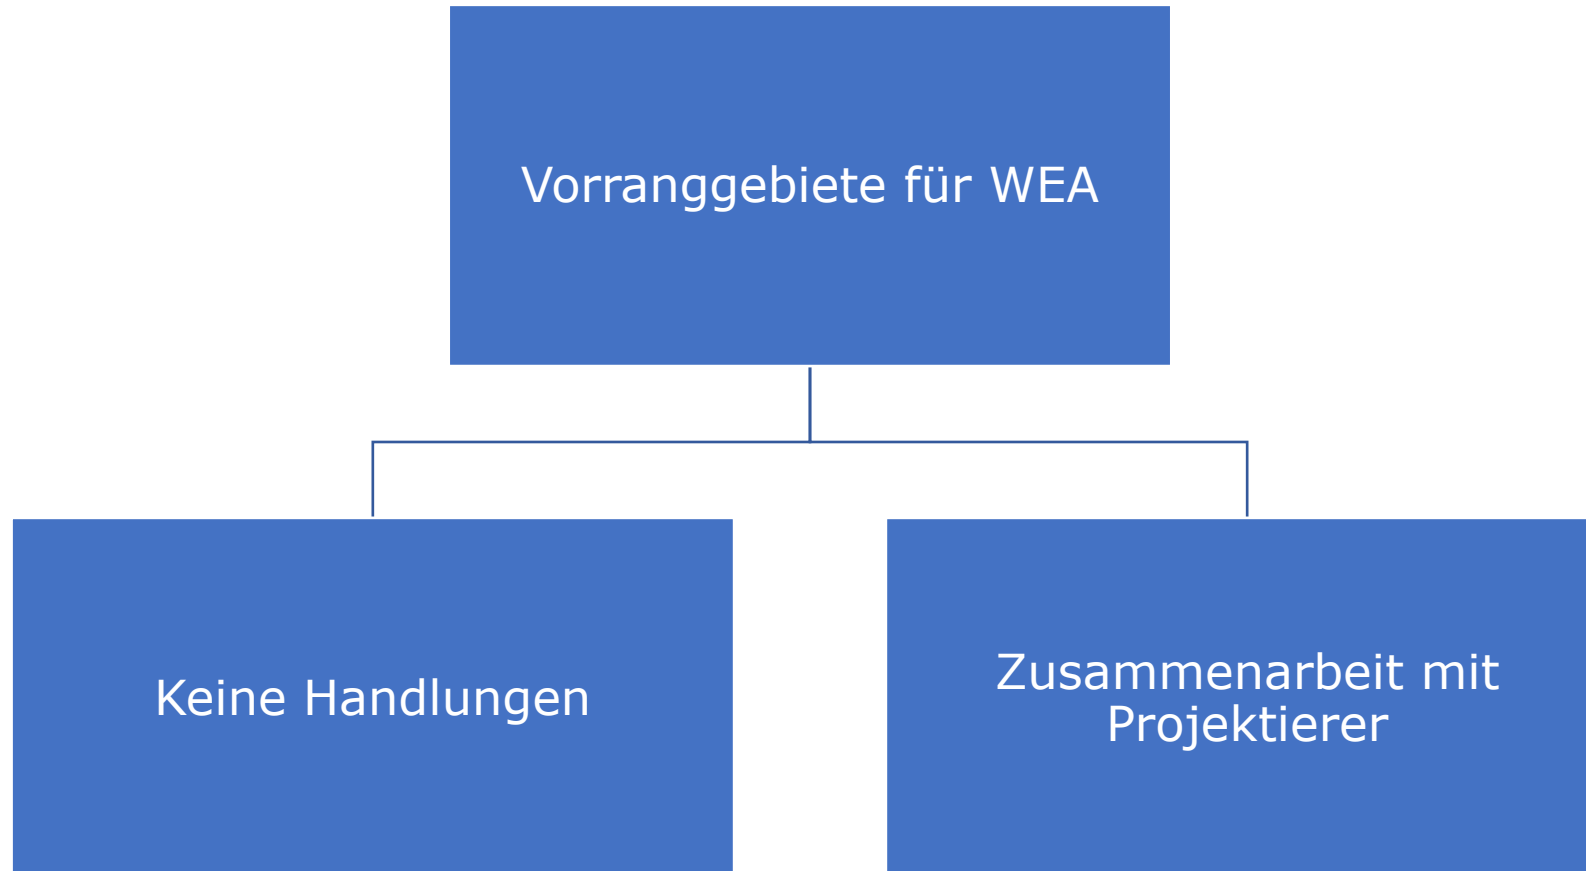 Vorranggebiete für WEA
Keine Handlungen
Zusammenarbeit mit
Projektierer